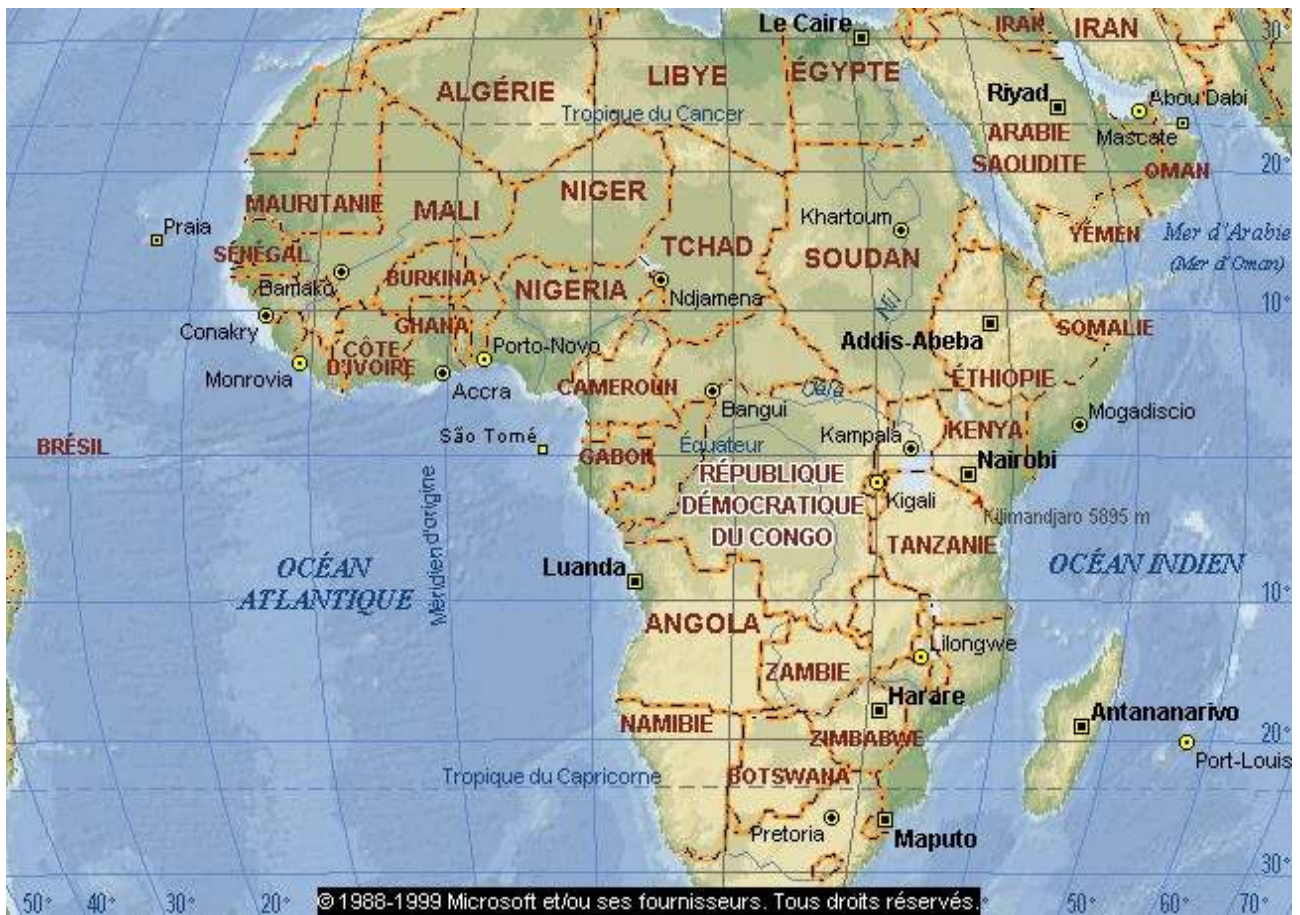 Le Caire
IRAN
IRAN
30°
ALGÉRIE
LIBYE
ÉGYPTE
Riyad
Abou Dabi
Tropique du Cancer
ARABIE
SAOUDITE
Mascate
OMAN
20°
NIGER
MAURITANIE
MALI
Khartoum
Praia
TCHAD
SOUDAN
YÉMEN
Mer d'Arabie
(Mer d'Oman)
SÉNÉGAL
Bamako
BURKINA
NIGERIA
Ndjamena
Nil
10°
Conakry
GHANA
SOMALIE
CÔTE
D'IVOIRE
Porto-Novo
Addis-Abeba
Monrovia
Accra
CAMEROUN
ÉTHIOPIE
Bangui
Mogadiscio
BRÉSIL
São Tomé
Équateur
Kampala
KENYA
GABON
Nairobi
RÉPUBLIQUE
DÉMOCRATIQUE
DU CONGO
Kigali
Kilimandjaro 5895 m
TANZANIE
Méridien d'origine
OCÉAN
ATLANTIQUE
Luanda
OCÉAN INDIEN
10°
ANGOLA
Lilongwe
ZAMBIE
Harare
Antananarivo
NAMIBIE
ZIMBABWE
20°
Port-Louis
Tropique du Capricorne
BOTSWANA
Pretoria
Maputo
30°
50°
40°
30°
20°
© 1988-1999 Microsoft et/ou ses fournisseurs. Tous droits réservés.
50°
60°
70°